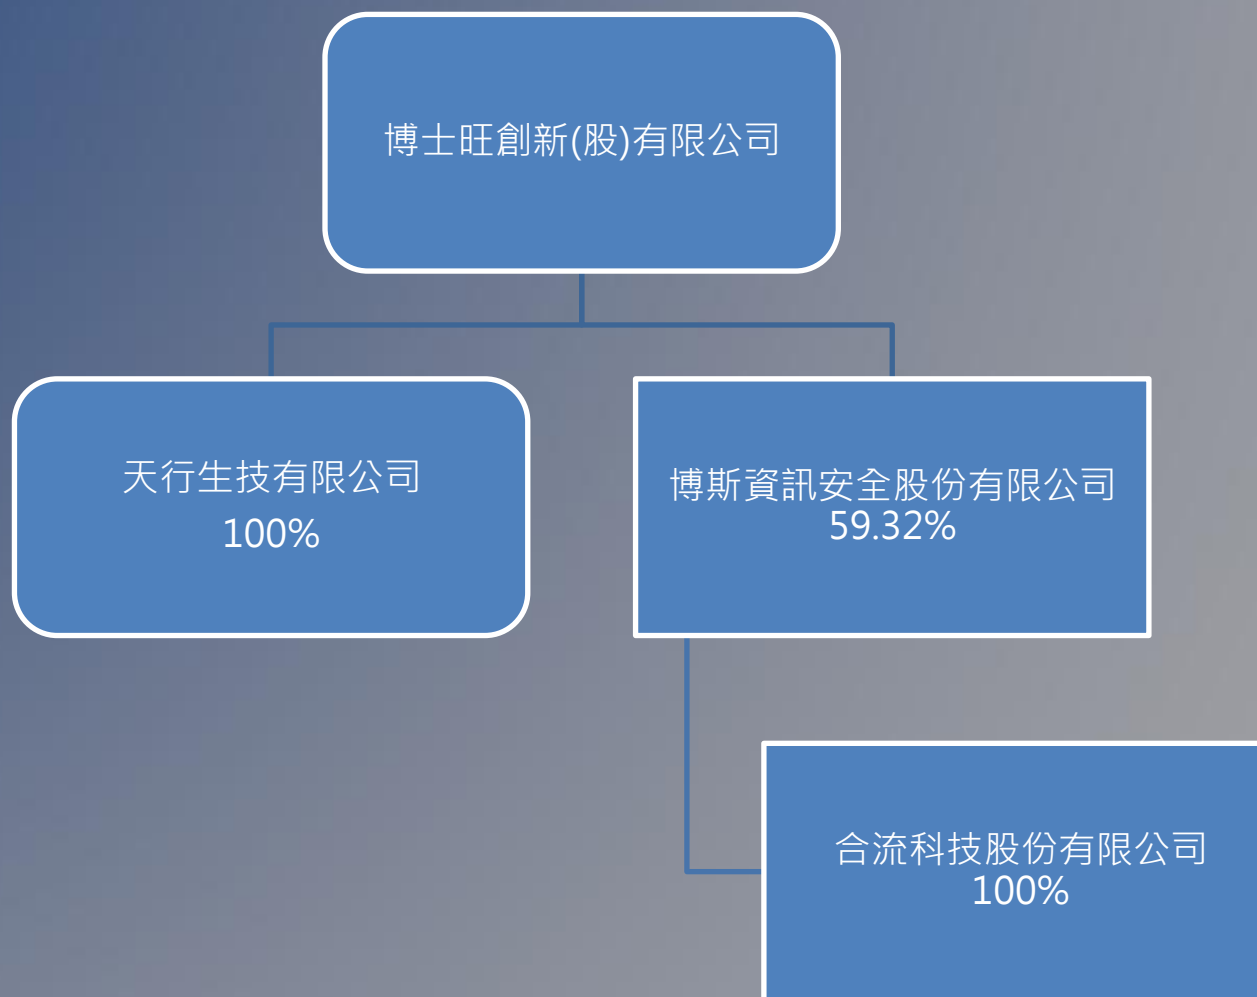 博士旺創新(股)有限公司
天行生技有限公司
100%
博斯資訊安全股份有限公司
59.32%
合流科技股份有限公司
100%